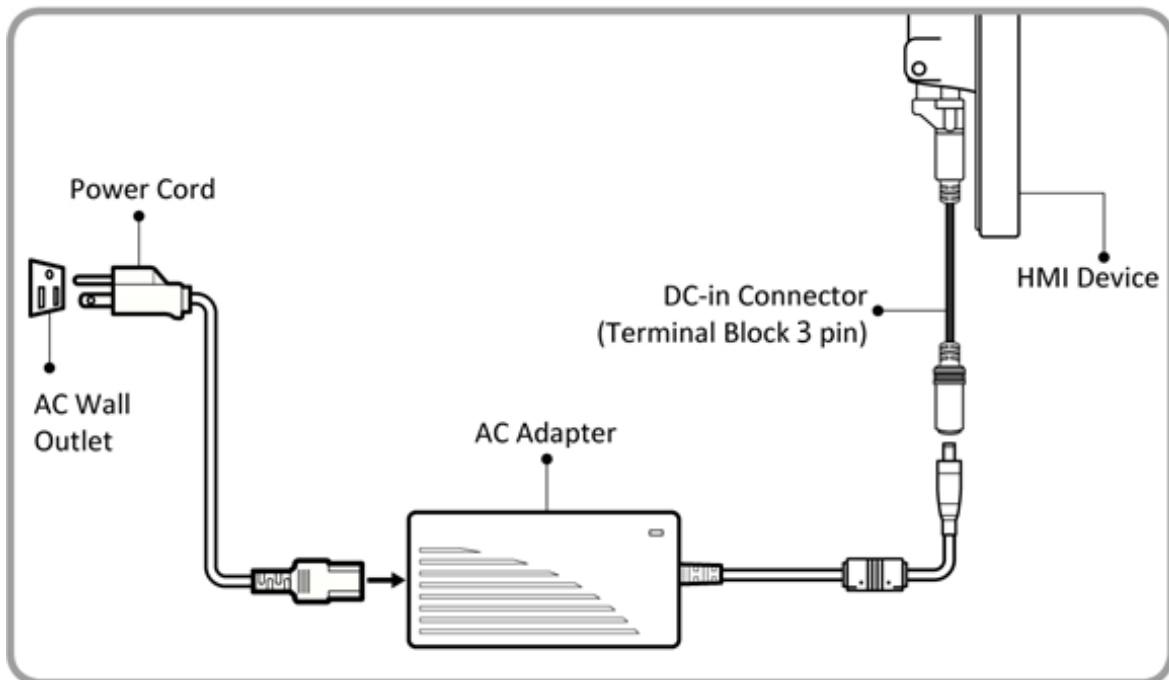 Power Cord
AC Wall
Outlet
AC Adapter
DC-in Connector
(Terminal Block 3 pin)
HMI Device